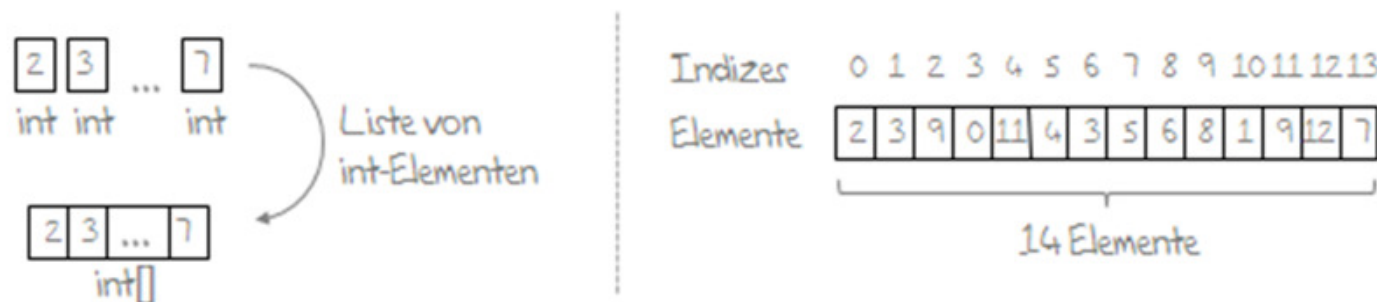 2 3 ... 7
int int int
Liste von
int-Elementen
2 3 ... 7
int[]
Indizes 0 1 2 3 4 5 6 7 8 9 10 11 12 13
Elemente 2 3 9 0 11 4 3 5 6 8 1 9 12 7
14 Elemente